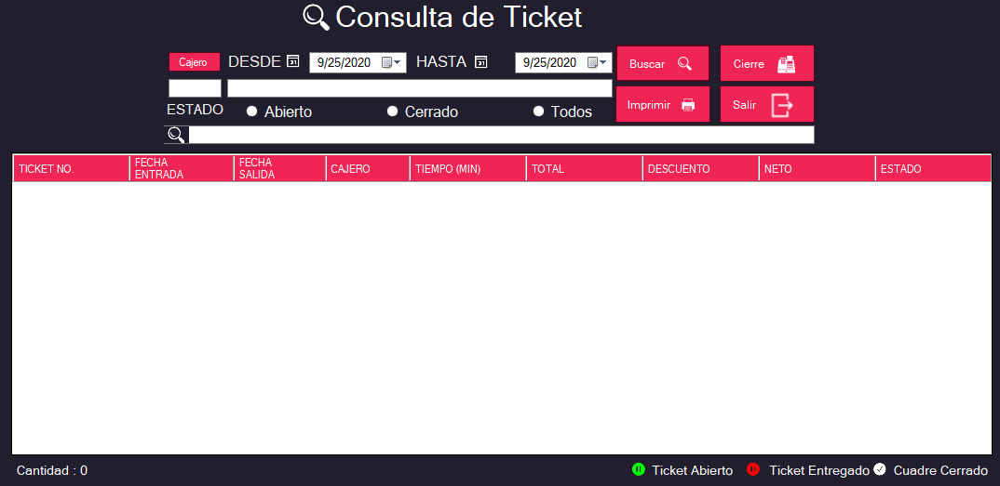 Consulta de Ticket
Cajero DESDE 9/25/2020 HASTA 9/25/2020 Buscar Cierre
ESTADO Abierto Cerrado Todos Imprimir Salir
TICKET NO. FECHA ENTRADA FECHA SALIDA CAJERO TIEMPO (MIN) TOTAL DESCUENTO NETO ESTADO
Cantidad : 0 Ticket Abierto Ticket Entregado Cuadre Cerrado